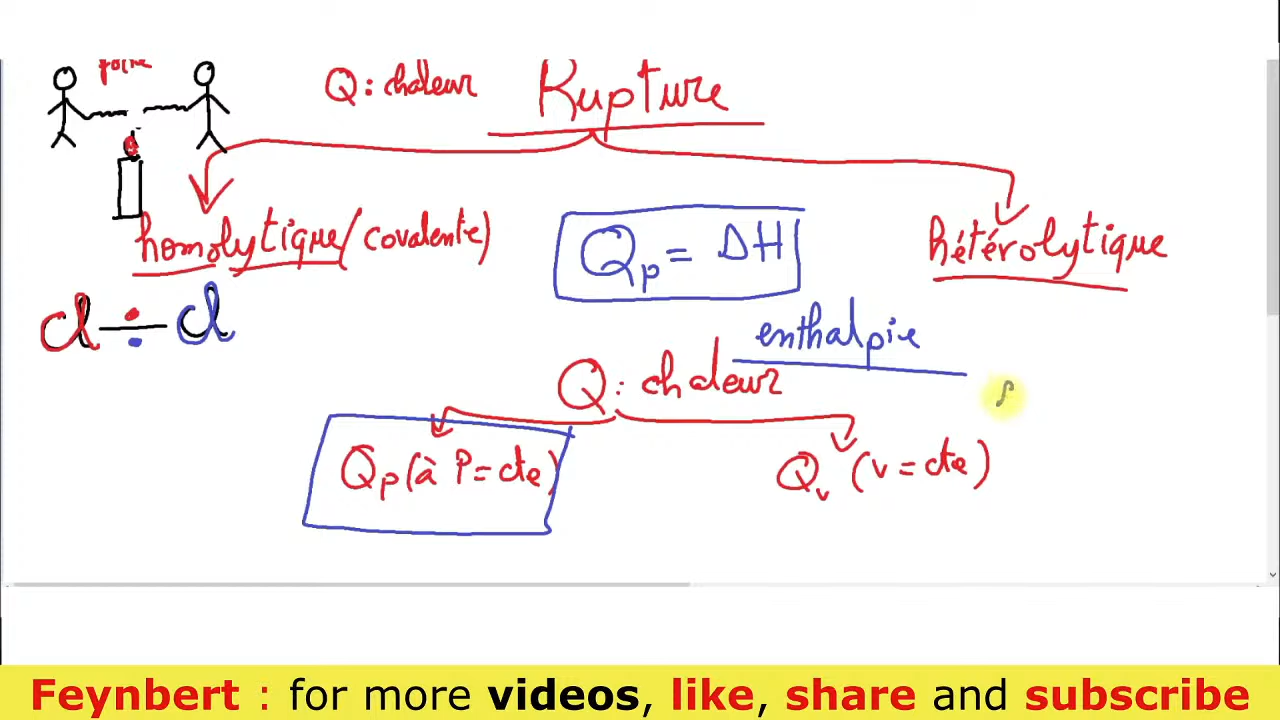 Q: chaleur
Rupture
homolytique/covalente)
Qp = ΔH
hétérolytique
cl ÷ cl
enthalpie
Q: chaleur
Qp (à P = cte)
Qv (v = cte)
Feynbert : for more videos, like, share and subscribe